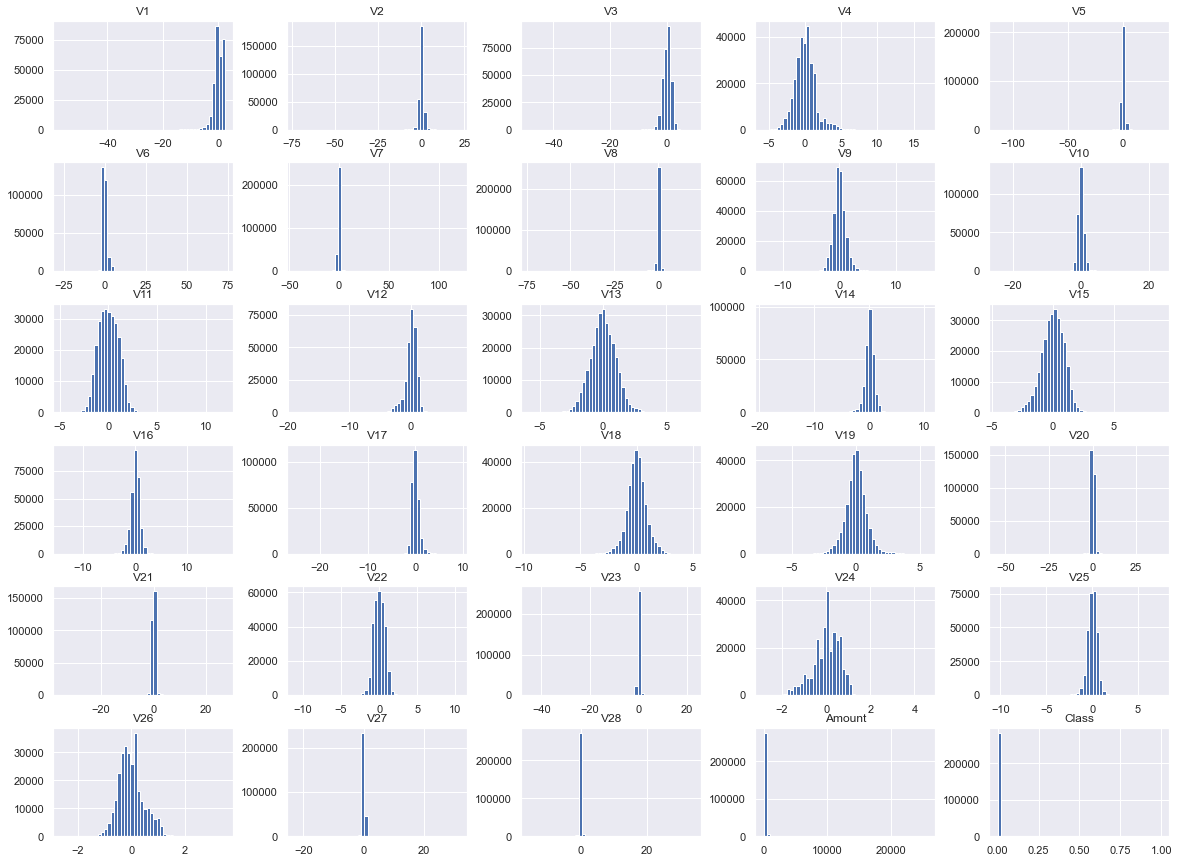 V1 V2 V3 V4 V5
75000 50000 25000 0 150000 100000 50000 0 75000 50000 25000 0 40000 20000 0 200000 100000 0
−40 −20 0 −75 −50 −25 0 25 −40 −20 0 −5 0 5 10 15 −100 −50 0
V6 V7 V8 V9 V10
100000 50000 0 200000 100000 0 200000 100000 0 60000 40000 20000 0 100000 50000 0
−25 0 25 50 75 −50 0 50 100 −75 −50 −25 0 −10 0 10 −20 0 20
V11 V12 V13 V14 V15
30000 20000 10000 0 75000 50000 25000 0 30000 20000 10000 0 100000 50000 0 30000 20000 10000 0
−5 0 5 10 −20 −10 0 −5 0 5 −20 −10 0 10 −5 0 5
V16 V17 V18 V19 V20
75000 50000 25000 0 100000 50000 0 40000 20000 0 40000 20000 0 150000 100000 50000 0
−10 0 10 −20 −10 0 10 −10 −5 0 5 −5 0 5 −50 −25 0 25
V21 V22 V23 V24 V25
150000 100000 50000 0 60000 40000 20000 0 200000 100000 0 40000 20000 0 75000 50000 25000 0
−20 0 20 −10 −5 0 5 10 −40 −20 0 20 −2 0 2 4 −10 −5 0 5
V26 V27 V28 Amount Class
30000 20000 10000 0 200000 100000 0 200000 100000 0 200000 100000 0 200000 100000 0
−2 0 2 −20 0 20 0 20 0 10000 20000 0.00 0.25 0.50 0.75 1.00